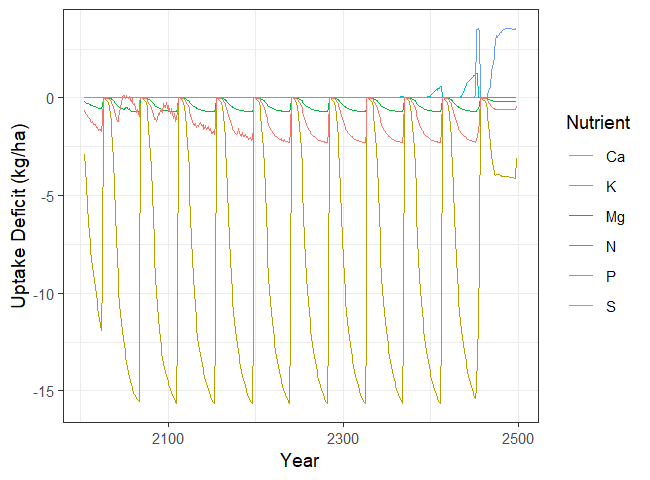 Uptake Deficit (kg/ha)
0
-5
-10
-15
2100
2300
2500
Year
Nutrient
Ca
K
Mg
N
P
S